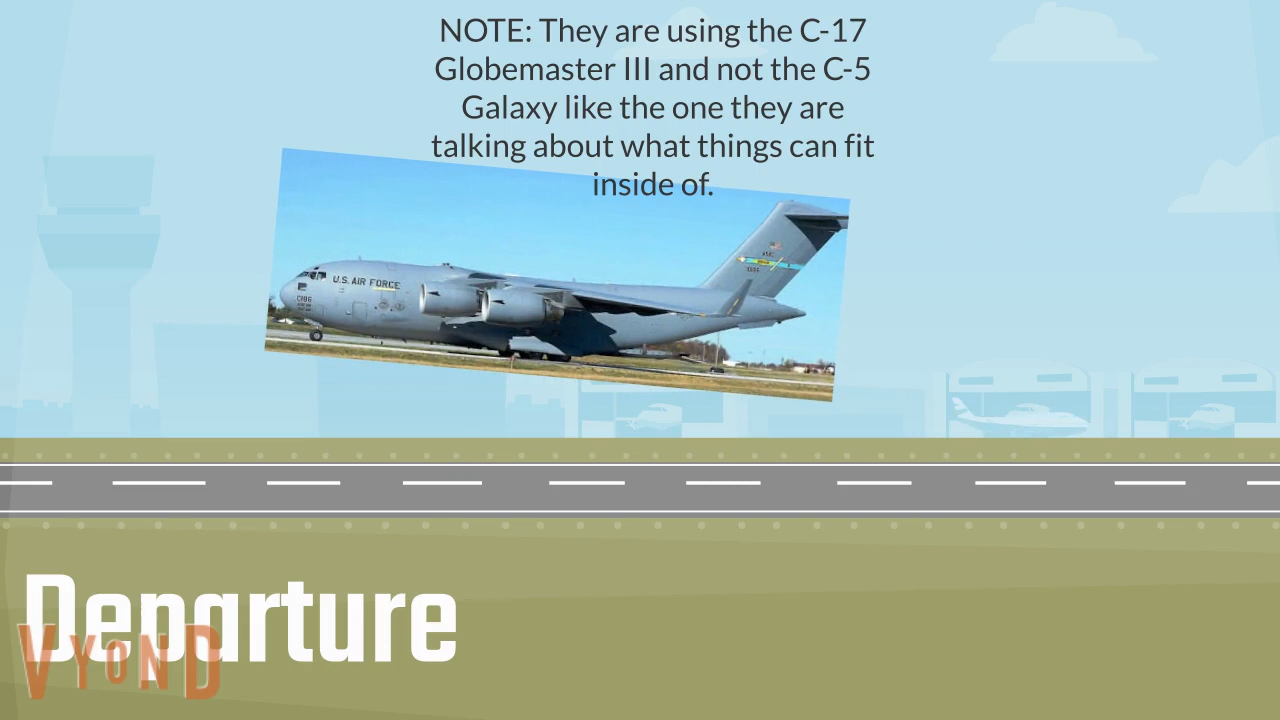 NOTE: They are using the C-17
Globemaster III and not the C-5
Galaxy like the one they are
talking about what things can fit
inside of.
U.S. AIR FORCE
Departure
VYOND